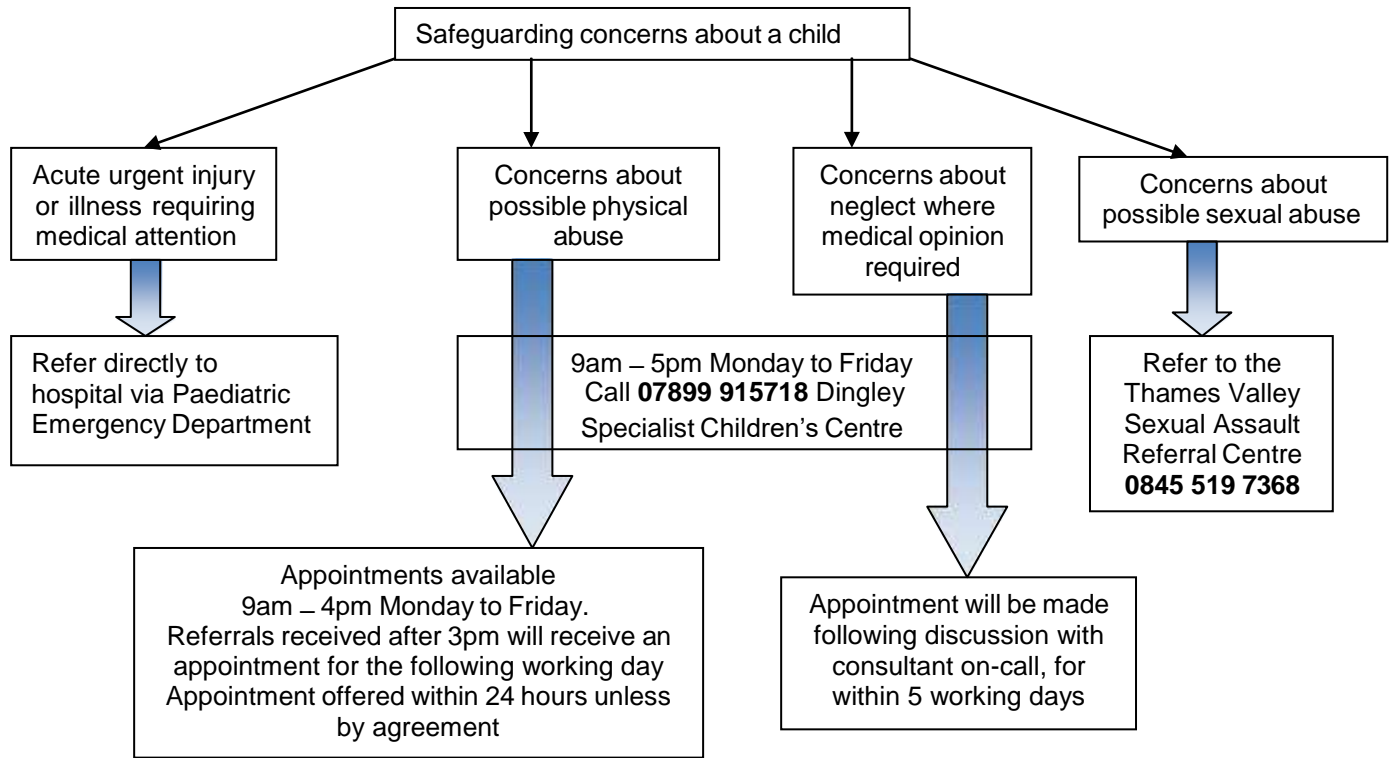 Safeguarding concerns about a child
Acute urgent injury
or illness requiring
medical attention
Concerns about
possible physical
abuse
Concerns about
neglect where
medical opinion
required
Concerns about
possible sexual abuse
Refer directly to
hospital via Paediatric
Emergency Department
9am – 5pm Monday to Friday
Call 07899 915718 Dingley
Specialist Children’s Centre
Refer to the
Thames Valley
Sexual Assault
Referral Centre
0845 519 7368
Appointments available
9am – 4pm Monday to Friday.
Referrals received after 3pm will receive an
appointment for the following working day
Appointment offered within 24 hours unless
by agreement
Appointment will be made
following discussion with
consultant on-call, for
within 5 working days